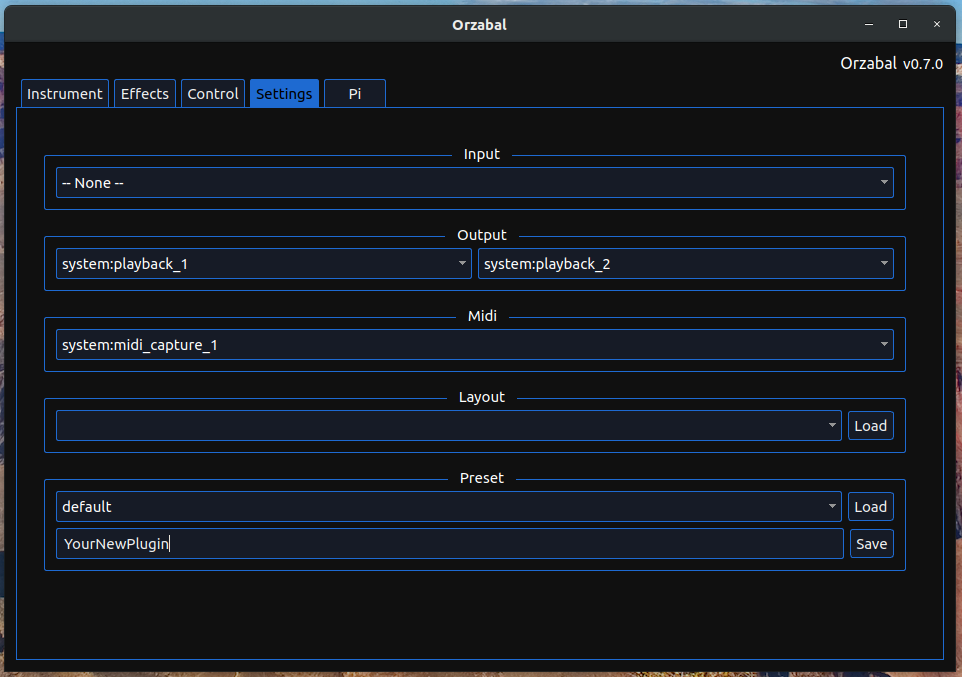 Orzabal
Orzabal v0.7.0
Instrument Effects Control Settings Pi
Input
-- None --
Output
system:playback_1 system:playback_2
Midi
system:midi_capture_1
Layout
Load
Preset
default Load
YourNewPlugin Save